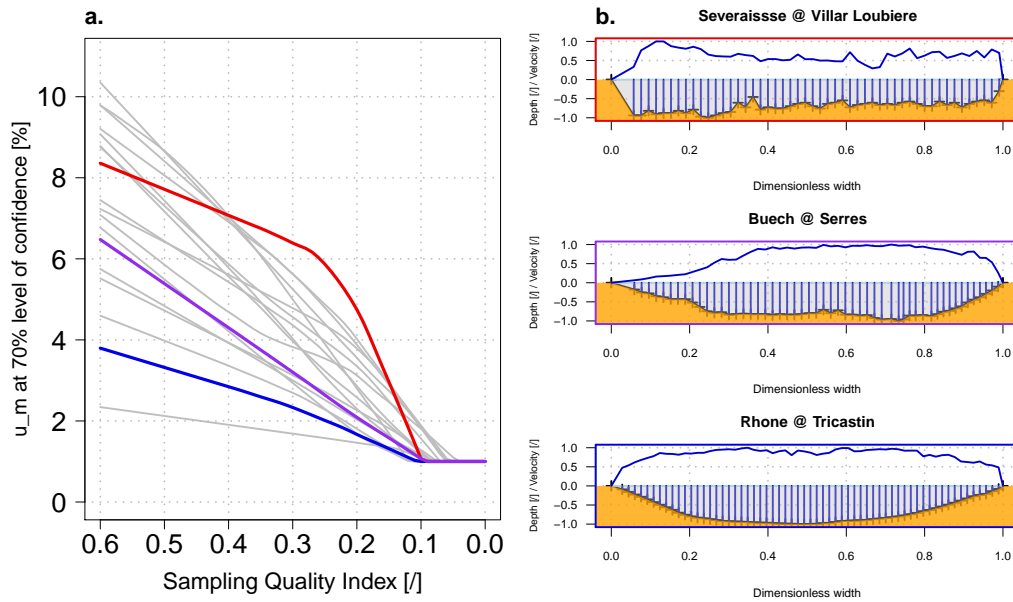 a.
10
8
6
4
2
0
u_m at 70% level of confidence [%]
0.6 0.5 0.4 0.3 0.2 0.1 0.0
Sampling Quality Index [/]
b.
Severaissse @ Villar Loubiere
1.0
0.5
0.0
−0.5
−1.0
Depth [/] / Velocity [/]
0.0 0.2 0.4 0.6 0.8 1.0
Dimensionless width
Buech @ Serres
1.0
0.5
0.0
−0.5
−1.0
Depth [/] / Velocity [/]
0.0 0.2 0.4 0.6 0.8 1.0
Dimensionless width
Rhone @ Tricastin
1.0
0.5
0.0
−0.5
−1.0
Depth [/] / Velocity [/]
0.0 0.2 0.4 0.6 0.8 1.0
Dimensionless width